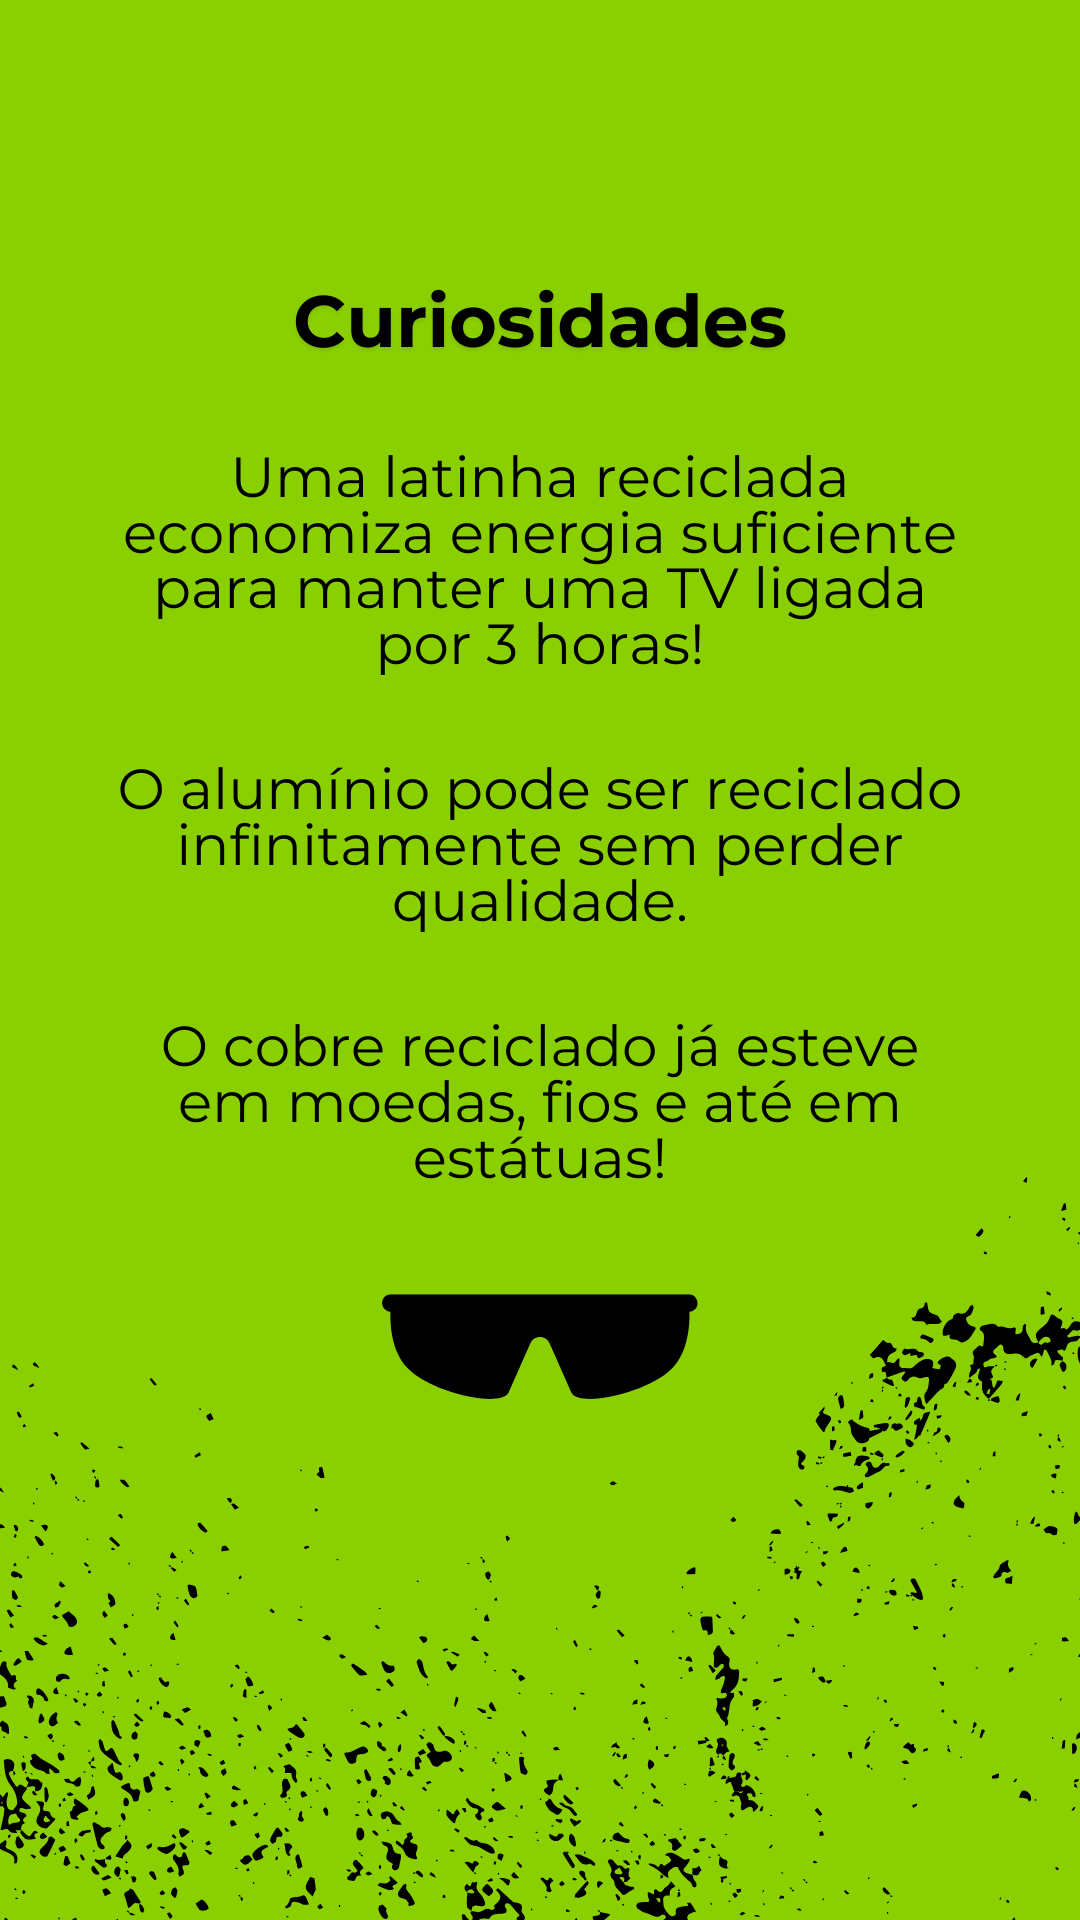 Curiosidades
Uma latinha reciclada
economiza energia suficiente
para manter uma TV ligada
por 3 horas!
O alumínio pode ser reciclado
infinitamente sem perder
qualidade.
O cobre reciclado já esteve
em moedas, fios e até em
estátuas!